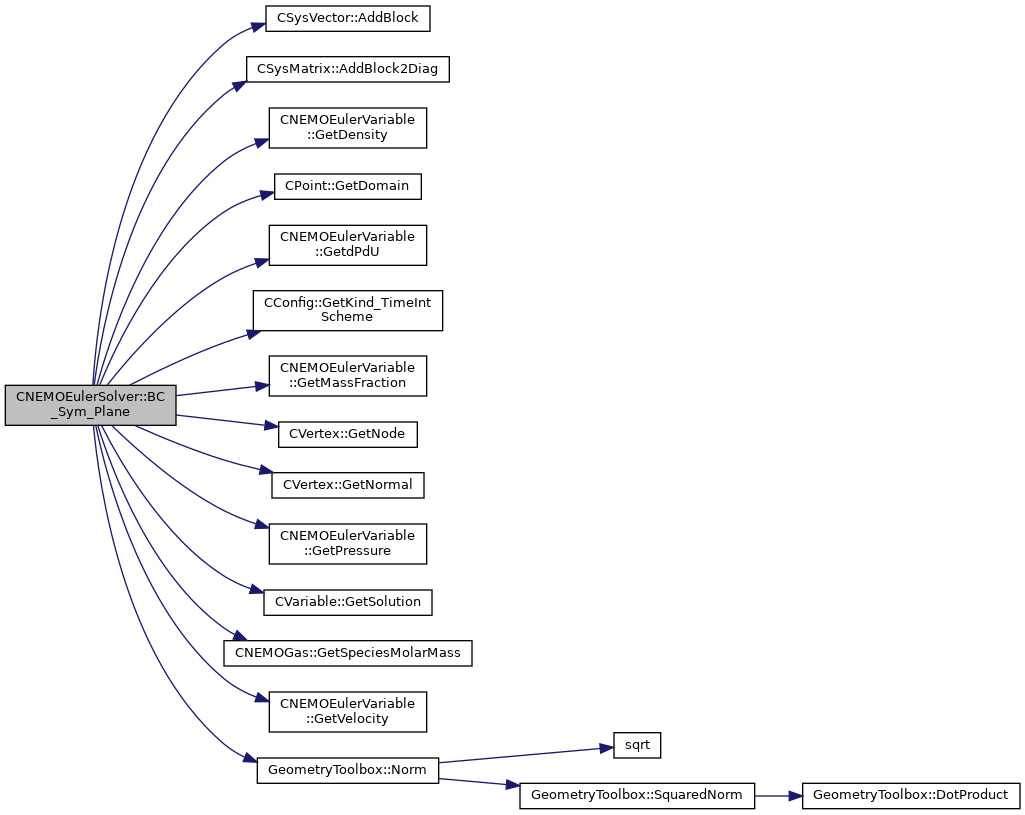 CSysVector::AddBlock
CSysMatrix::AddBlock2Diag
CNEMOEulerVariable
::GetDensity
CPoint::GetDomain
CNEMOEulerVariable
::GetdPdU
CConfig::GetKind_TimeInt
Scheme
CNEMOEulerVariable
::GetMassFraction
CNEMOEulerSolver::BC
_Sym_Plane
CVertex::GetNode
CVertex::GetNormal
CNEMOEulerVariable
::GetPressure
CVariable::GetSolution
CNEMOGas::GetSpeciesMolarMass
CNEMOEulerVariable
::GetVelocity
GeometryToolbox::Norm
sqrt
GeometryToolbox::SquaredNorm
GeometryToolbox::DotProduct